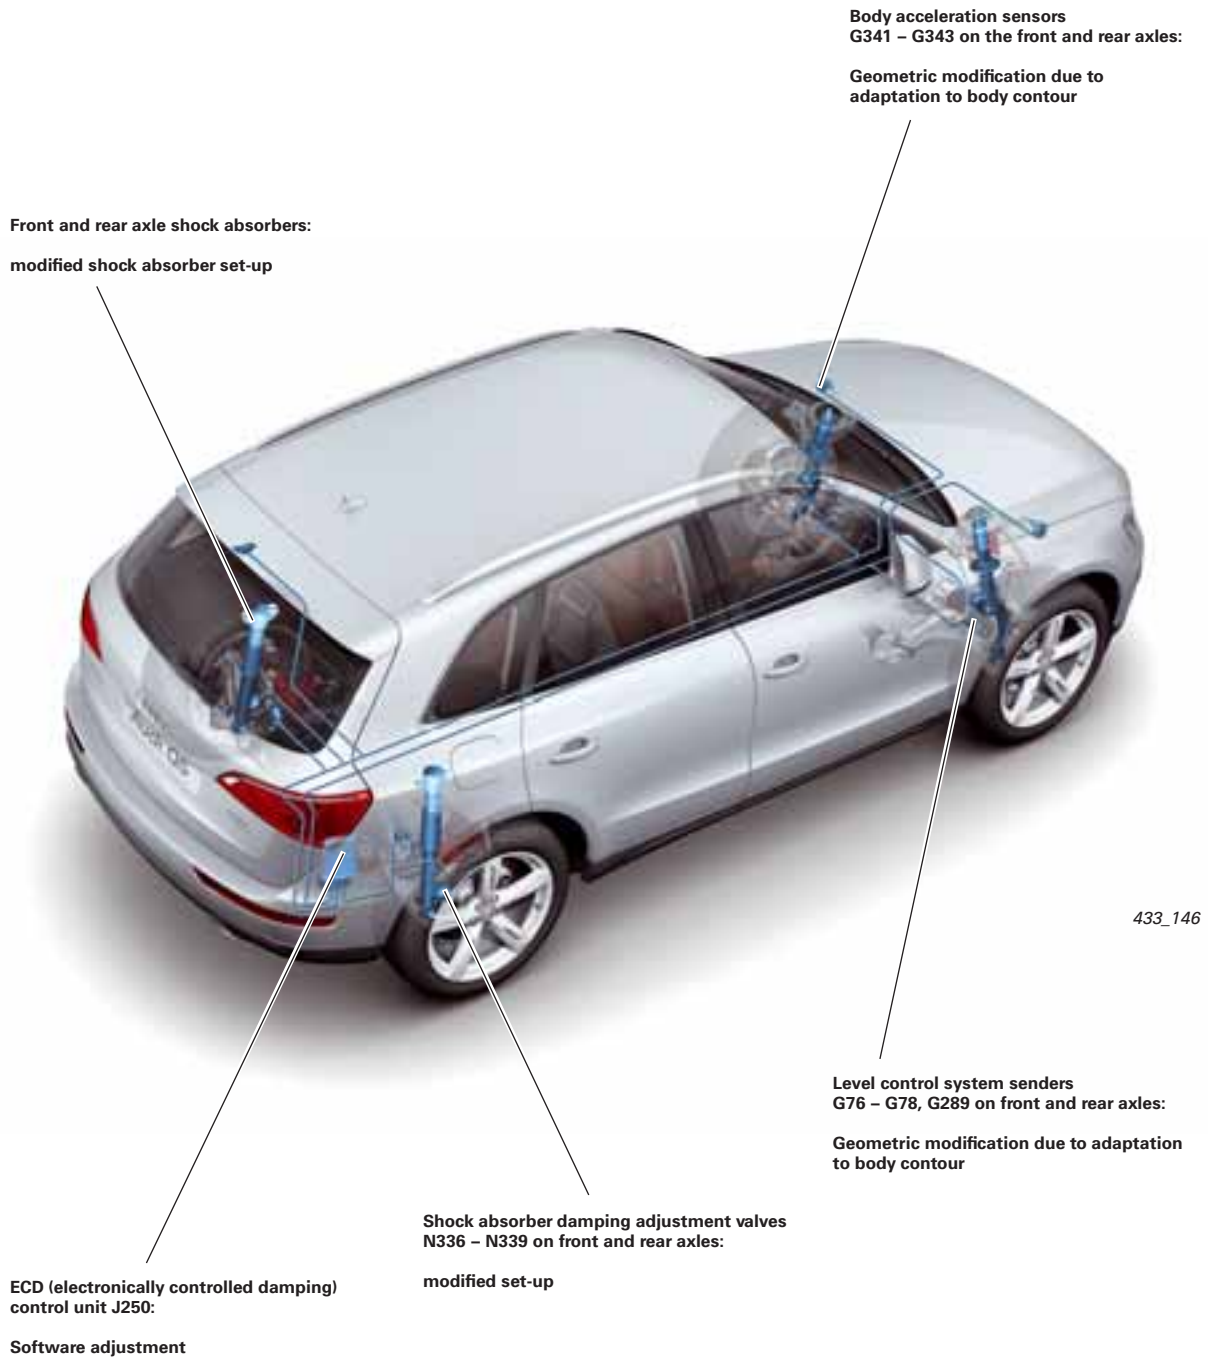 Body acceleration sensors
G341 – G343 on the front and rear axles:
Geometric modification due to
adaptation to body contour
Front and rear axle shock absorbers:
modified shock absorber set-up
433_146
Level control system senders
G76 – G78, G289 on front and rear axles:
Geometric modification due to adaptation
to body contour
Shock absorber damping adjustment valves
N336 – N339 on front and rear axles:
modified set-up
ECD (electronically controlled damping)
control unit J250:
Software adjustment